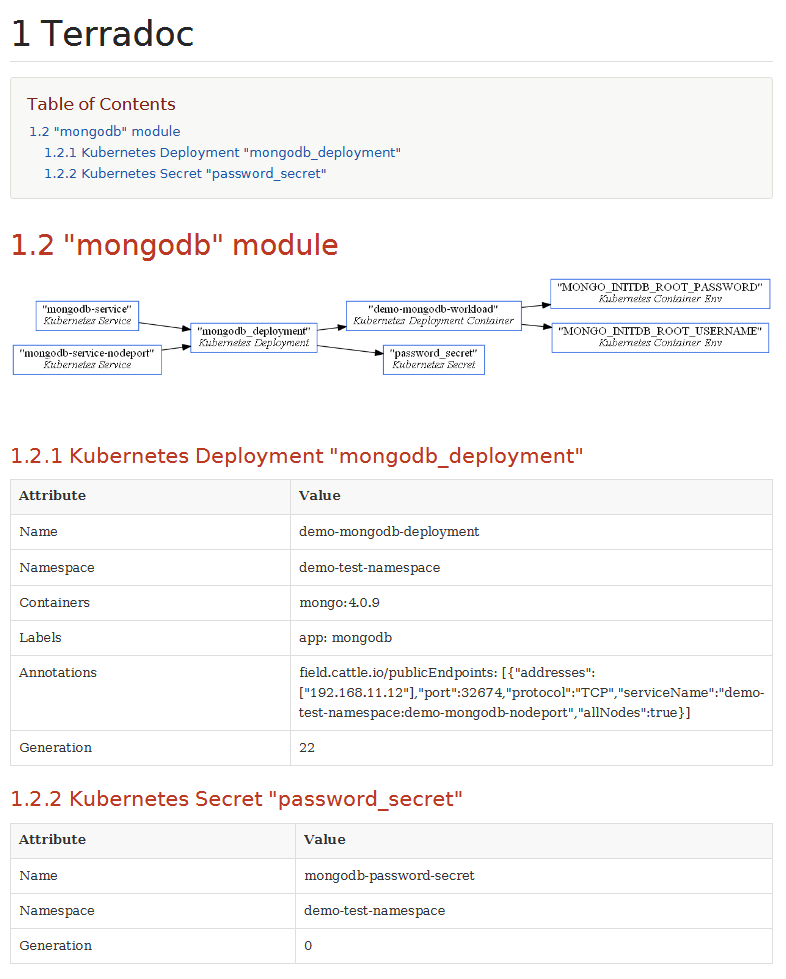 1 Terradoc
Table of Contents
1.2 "mongodb" module
1.2.1 Kubernetes Deployment "mongodb_deployment"
1.2.2 Kubernetes Secret "password_secret"
1.2 "mongodb" module
"mongodb-service"
Kubernetes Service
"mongodb-service-nodeport"
Kubernetes Service
"mongodb_deployment"
Kubernetes Deployment
"demo-mongodb-workload"
Kubernetes Deployment Container
"password_secret"
Kubernetes Secret
"MONGO_INITDB_ROOT_PASSWORD"
Kubernetes Container Env
"MONGO_INITDB_ROOT_USERNAME"
Kubernetes Container Env
1.2.1 Kubernetes Deployment "mongodb_deployment"
Attribute Value
Name demo-mongodb-deployment
Namespace demo-test-namespace
Containers mongo:4.0.9
Labels app: mongodb
Annotations field.cattle.io/publicEndpoints: [{"addresses":
["192.168.11.12"],"port":32674,"protocol":"TCP","serviceName":"demo-
test-namespace:demo-mongodb-nodeport","allNodes":true}]
Generation 22
1.2.2 Kubernetes Secret "password_secret"
Attribute Value
Name mongodb-password-secret
Namespace demo-test-namespace
Generation 0